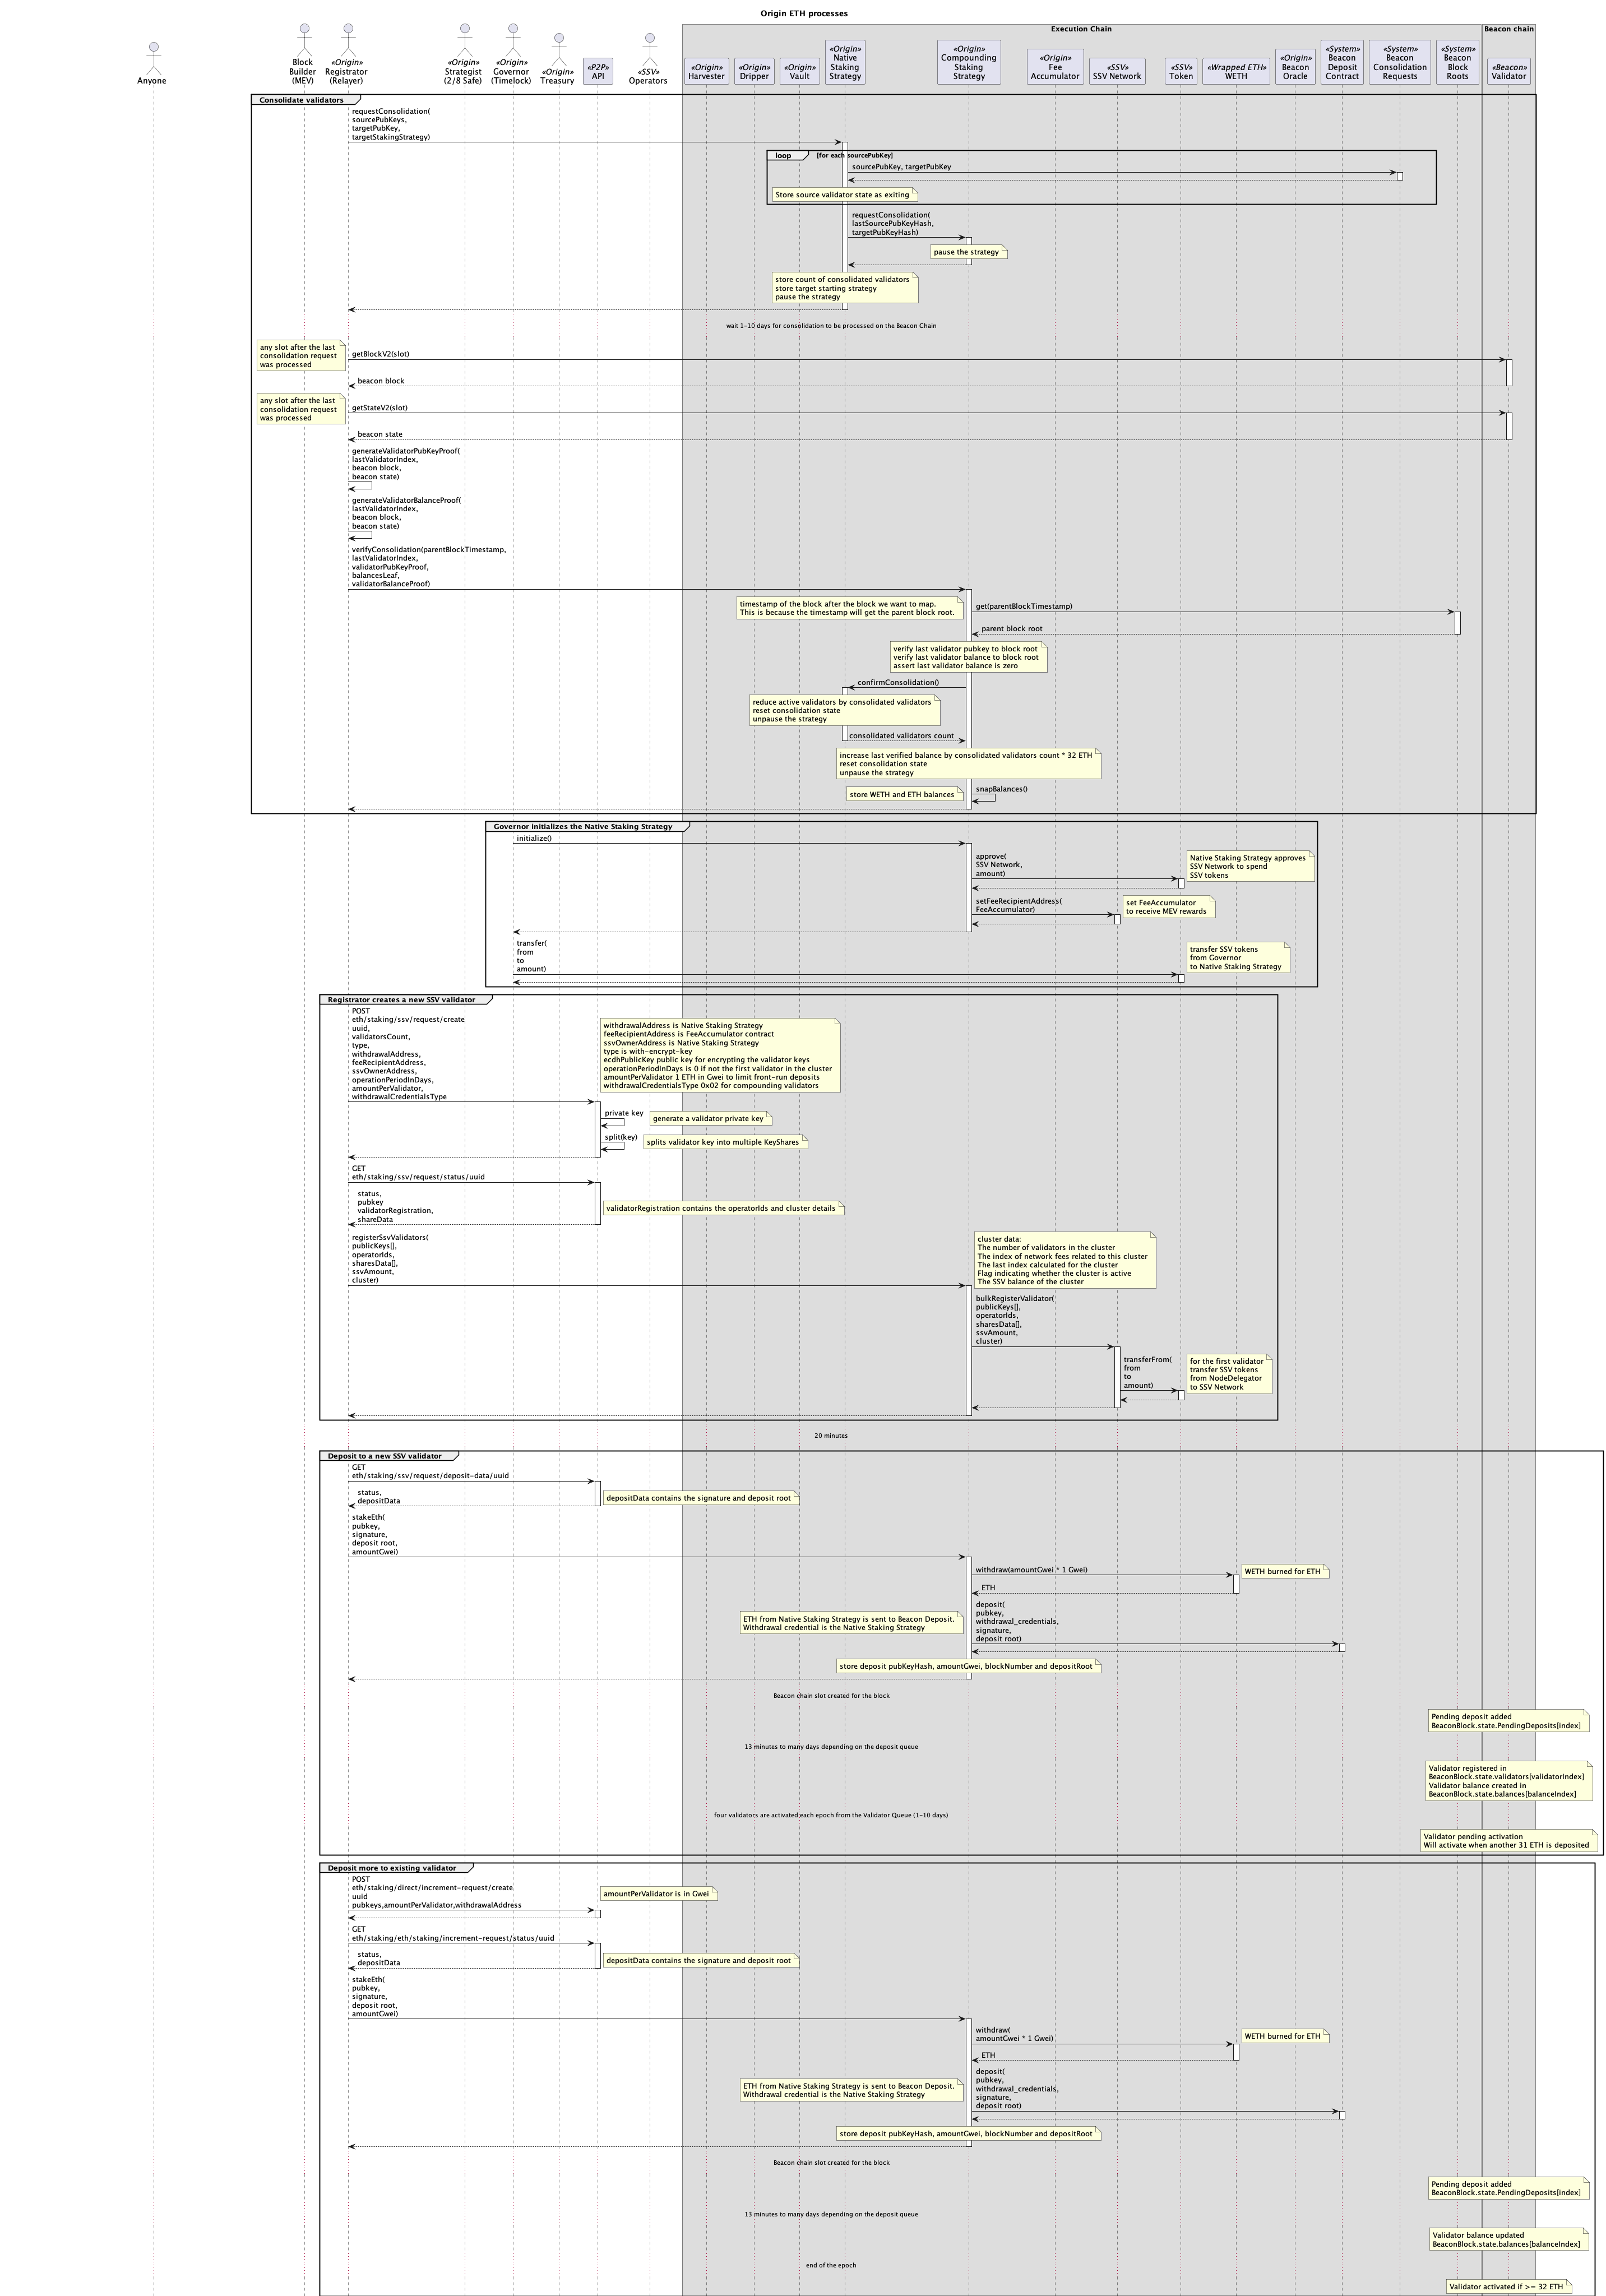 Origin ETH processes
Execution Chain
Beacon chain
Anyone
Block
Builder
(MEV)
«Origin»
Registrator
(Relayer)
«Origin»
Strategist
(2/8 Safe)
«Origin»
Governor
(Timelock)
«Origin»
Treasury
«P2P»
API
«SSV»
Operators
«Origin»
Harvester
«Origin»
Dripper
«Origin»
Vault
«Origin»
Native
Staking
Strategy
«Origin»
Compounding
Staking
Strategy
«Origin»
Fee
Accumulator
«SSV»
SSV Network
«SSV»
Token
«Wrapped ETH»
WETH
«Origin»
Beacon
Oracle
«System»
Beacon
Deposit
Contract
«System»
Beacon
Consolidation
Requests
«System»
Beacon
Block
Roots
«Beacon»
Validator
Consolidate validators
requestConsolidation(
sourcePubKeys,
targetPubKey,
targetStakingStrategy)
loop
[for each sourcePubKey]
sourcePubKey, targetPubKey
Store source validator state as exiting
requestConsolidation(
lastSourcePubKeyHash,
targetPubKeyHash)
pause the strategy
store count of consolidated validators
store target starting strategy
pause the strategy
wait 1-10 days for consolidation to be processed on the Beacon Chain
any slot after the last
consolidation request
was processed
getBlockV2(slot)
beacon block
any slot after the last
consolidation request
was processed
getStateV2(slot)
beacon state
generateValidatorPubKeyProof(
lastValidatorIndex,
beacon block,
beacon state)
generateValidatorBalanceProof(
lastValidatorIndex,
beacon block,
beacon state)
verifyConsolidation(parentBlockTimestamp,
lastValidatorIndex,
validatorPubKeyProof,
balancesLeaf,
validatorBalanceProof)
timestamp of the block after the block we want to map.
This is because the timestamp will get the parent block root.
get(parentBlockTimestamp)
parent block root
verify last validator pubkey to block root
verify last validator balance to block root
assert last validator balance is zero
confirmConsolidation()
reduce active validators by consolidated validators
reset consolidation state
unpause the strategy
consolidated validators count
increase last verified balance by consolidated validators count * 32 ETH
reset consolidation state
unpause the strategy
store WETH and ETH balances
snapBalances()
Governor initializes the Native Staking Strategy
initialize()
approve(
SSV Network,
amount)
Native Staking Strategy approves
SSV Network to spend
SSV tokens
setFeeRecipientAddress(
FeeAccumulator)
set FeeAccumulator
to receive MEV rewards
transfer(
from
to
amount)
transfer SSV tokens
from Governor
to Native Staking Strategy
Registrator creates a new SSV validator
POST
eth/staking/ssv/request/create
uuid,
validatorsCount,
type,
withdrawalAddress,
feeRecipientAddress,
ssvOwnerAddress,
operationPeriodInDays,
amountPerValidator,
withdrawalCredentialsType
withdrawalAddress is Native Staking Strategy
feeRecipientAddress is FeeAccumulator contract
ssvOwnerAddress is Native Staking Strategy
type is with-encrypt-key
ecdhPublicKey public key for encrypting the validator keys
operationPeriodInDays is 0 if not the first validator in the cluster
amountPerValidator 1 ETH in Gwei to limit front-run deposits
withdrawalCredentialsType 0x02 for compounding validators
private key
generate a validator private key
split(key)
splits validator key into multiple KeyShares
GET
eth/staking/ssv/request/status/uuid
status,
pubkey
validatorRegistration,
shareData
validatorRegistration contains the operatorIds and cluster details
registerSsvValidators(
publicKeys[],
operatorIds,
sharesData[],
ssvAmount,
cluster)
cluster data:
The number of validators in the cluster
The index of network fees related to this cluster
The last index calculated for the cluster
Flag indicating whether the cluster is active
The SSV balance of the cluster
bulkRegisterValidator(
publicKeys[],
operatorIds,
sharesData[],
ssvAmount,
cluster)
transferFrom(
from
to
amount)
for the first validator
transfer SSV tokens
from NodeDelegator
to SSV Network
20 minutes
Deposit to a new SSV validator
GET
eth/staking/ssv/request/deposit-data/uuid
status,
depositData
depositData contains the signature and deposit root
stakeEth(
pubkey,
signature,
deposit root,
amountGwei)
withdraw(amountGwei * 1 Gwei)
WETH burned for ETH
ETH
ETH from Native Staking Strategy is sent to Beacon Deposit.
Withdrawal credential is the Native Staking Strategy
deposit(
pubkey,
withdrawal_credentials,
signature,
deposit root)
store deposit pubKeyHash, amountGwei, blockNumber and depositRoot
Beacon chain slot created for the block
Pending deposit added
BeaconBlock.state.PendingDeposits[index]
13 minutes to many days depending on the deposit queue
Validator registered in
BeaconBlock.state.validators[validatorIndex]
Validator balance created in
BeaconBlock.state.balances[balanceIndex]
four validators are activated each epoch from the Validator Queue (1-10 days)
Validator pending activation
Will activate when another 31 ETH is deposited
Deposit more to existing validator
POST
eth/staking/direct/increment-request/create
uuid
pubkeys,amountPerValidator,withdrawalAddress
amountPerValidator is in Gwei
GET
eth/staking/eth/staking/increment-request/status/uuid
status,
depositData
depositData contains the signature and deposit root
stakeEth(
pubkey,
signature,
deposit root,
amountGwei)
withdraw(
amountGwei * 1 Gwei)
WETH burned for ETH
ETH
ETH from Native Staking Strategy is sent to Beacon Deposit.
Withdrawal credential is the Native Staking Strategy
deposit(
pubkey,
withdrawal_credentials,
signature,
deposit root)
store deposit pubKeyHash, amountGwei, blockNumber and depositRoot
Beacon chain slot created for the block
Pending deposit added
BeaconBlock.state.PendingDeposits[index]
13 minutes to many days depending on the deposit queue
Validator balance updated
BeaconBlock.state.balances[balanceIndex]
end of the epoch
Validator activated if >= 32 ETH